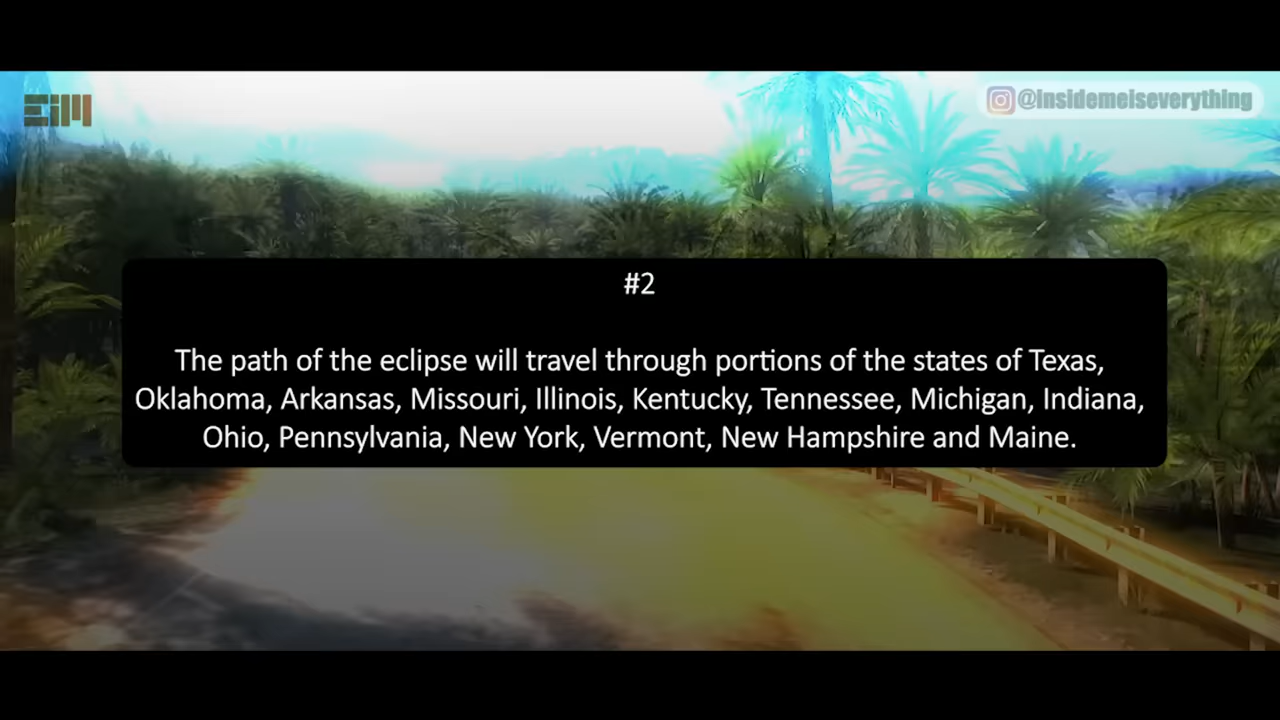 EiM
@insidemeiseverything
#2
The path of the eclipse will travel through portions of the states of Texas,
Oklahoma, Arkansas, Missouri, Illinois, Kentucky, Tennessee, Michigan, Indiana,
Ohio, Pennsylvania, New York, Vermont, New Hampshire and Maine.